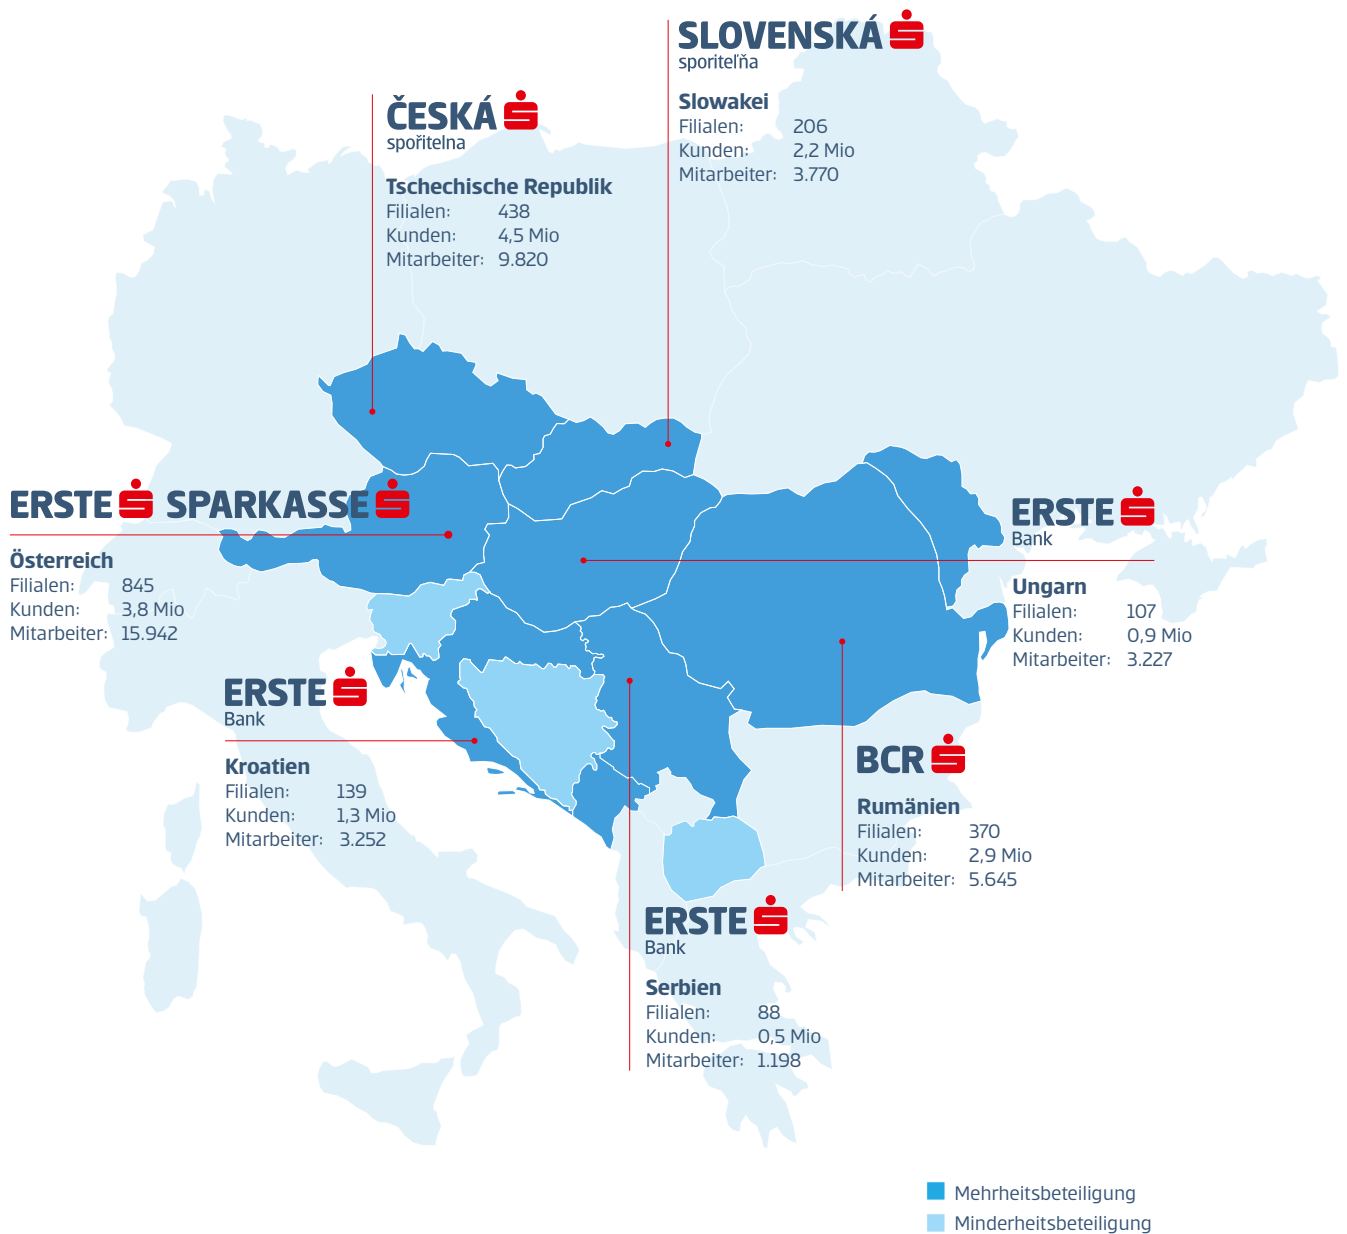 SLOVENSKÁ
sporiteľňa
Slowakei
Filialen: 206
Kunden: 2,2 Mio
Mitarbeiter: 3.770
ČESKÁ
spořitelna
Tschechische Republik
Filialen: 438
Kunden: 4,5 Mio
Mitarbeiter: 9.820
ERSTE SPARKASSE
Österreich
Filialen: 845
Kunden: 3,8 Mio
Mitarbeiter: 15.942
ERSTE
Bank
Ungarn
Filialen: 107
Kunden: 0,9 Mio
Mitarbeiter: 3.227
ERSTE
Bank
Kroatien
Filialen: 139
Kunden: 1,3 Mio
Mitarbeiter: 3.252
BCR
Rumänien
Filialen: 370
Kunden: 2,9 Mio
Mitarbeiter: 5.645
ERSTE
Bank
Serbien
Filialen: 88
Kunden: 0,5 Mio
Mitarbeiter: 1.198
Mehrheitsbeteiligung
Minderheitsbeteiligung